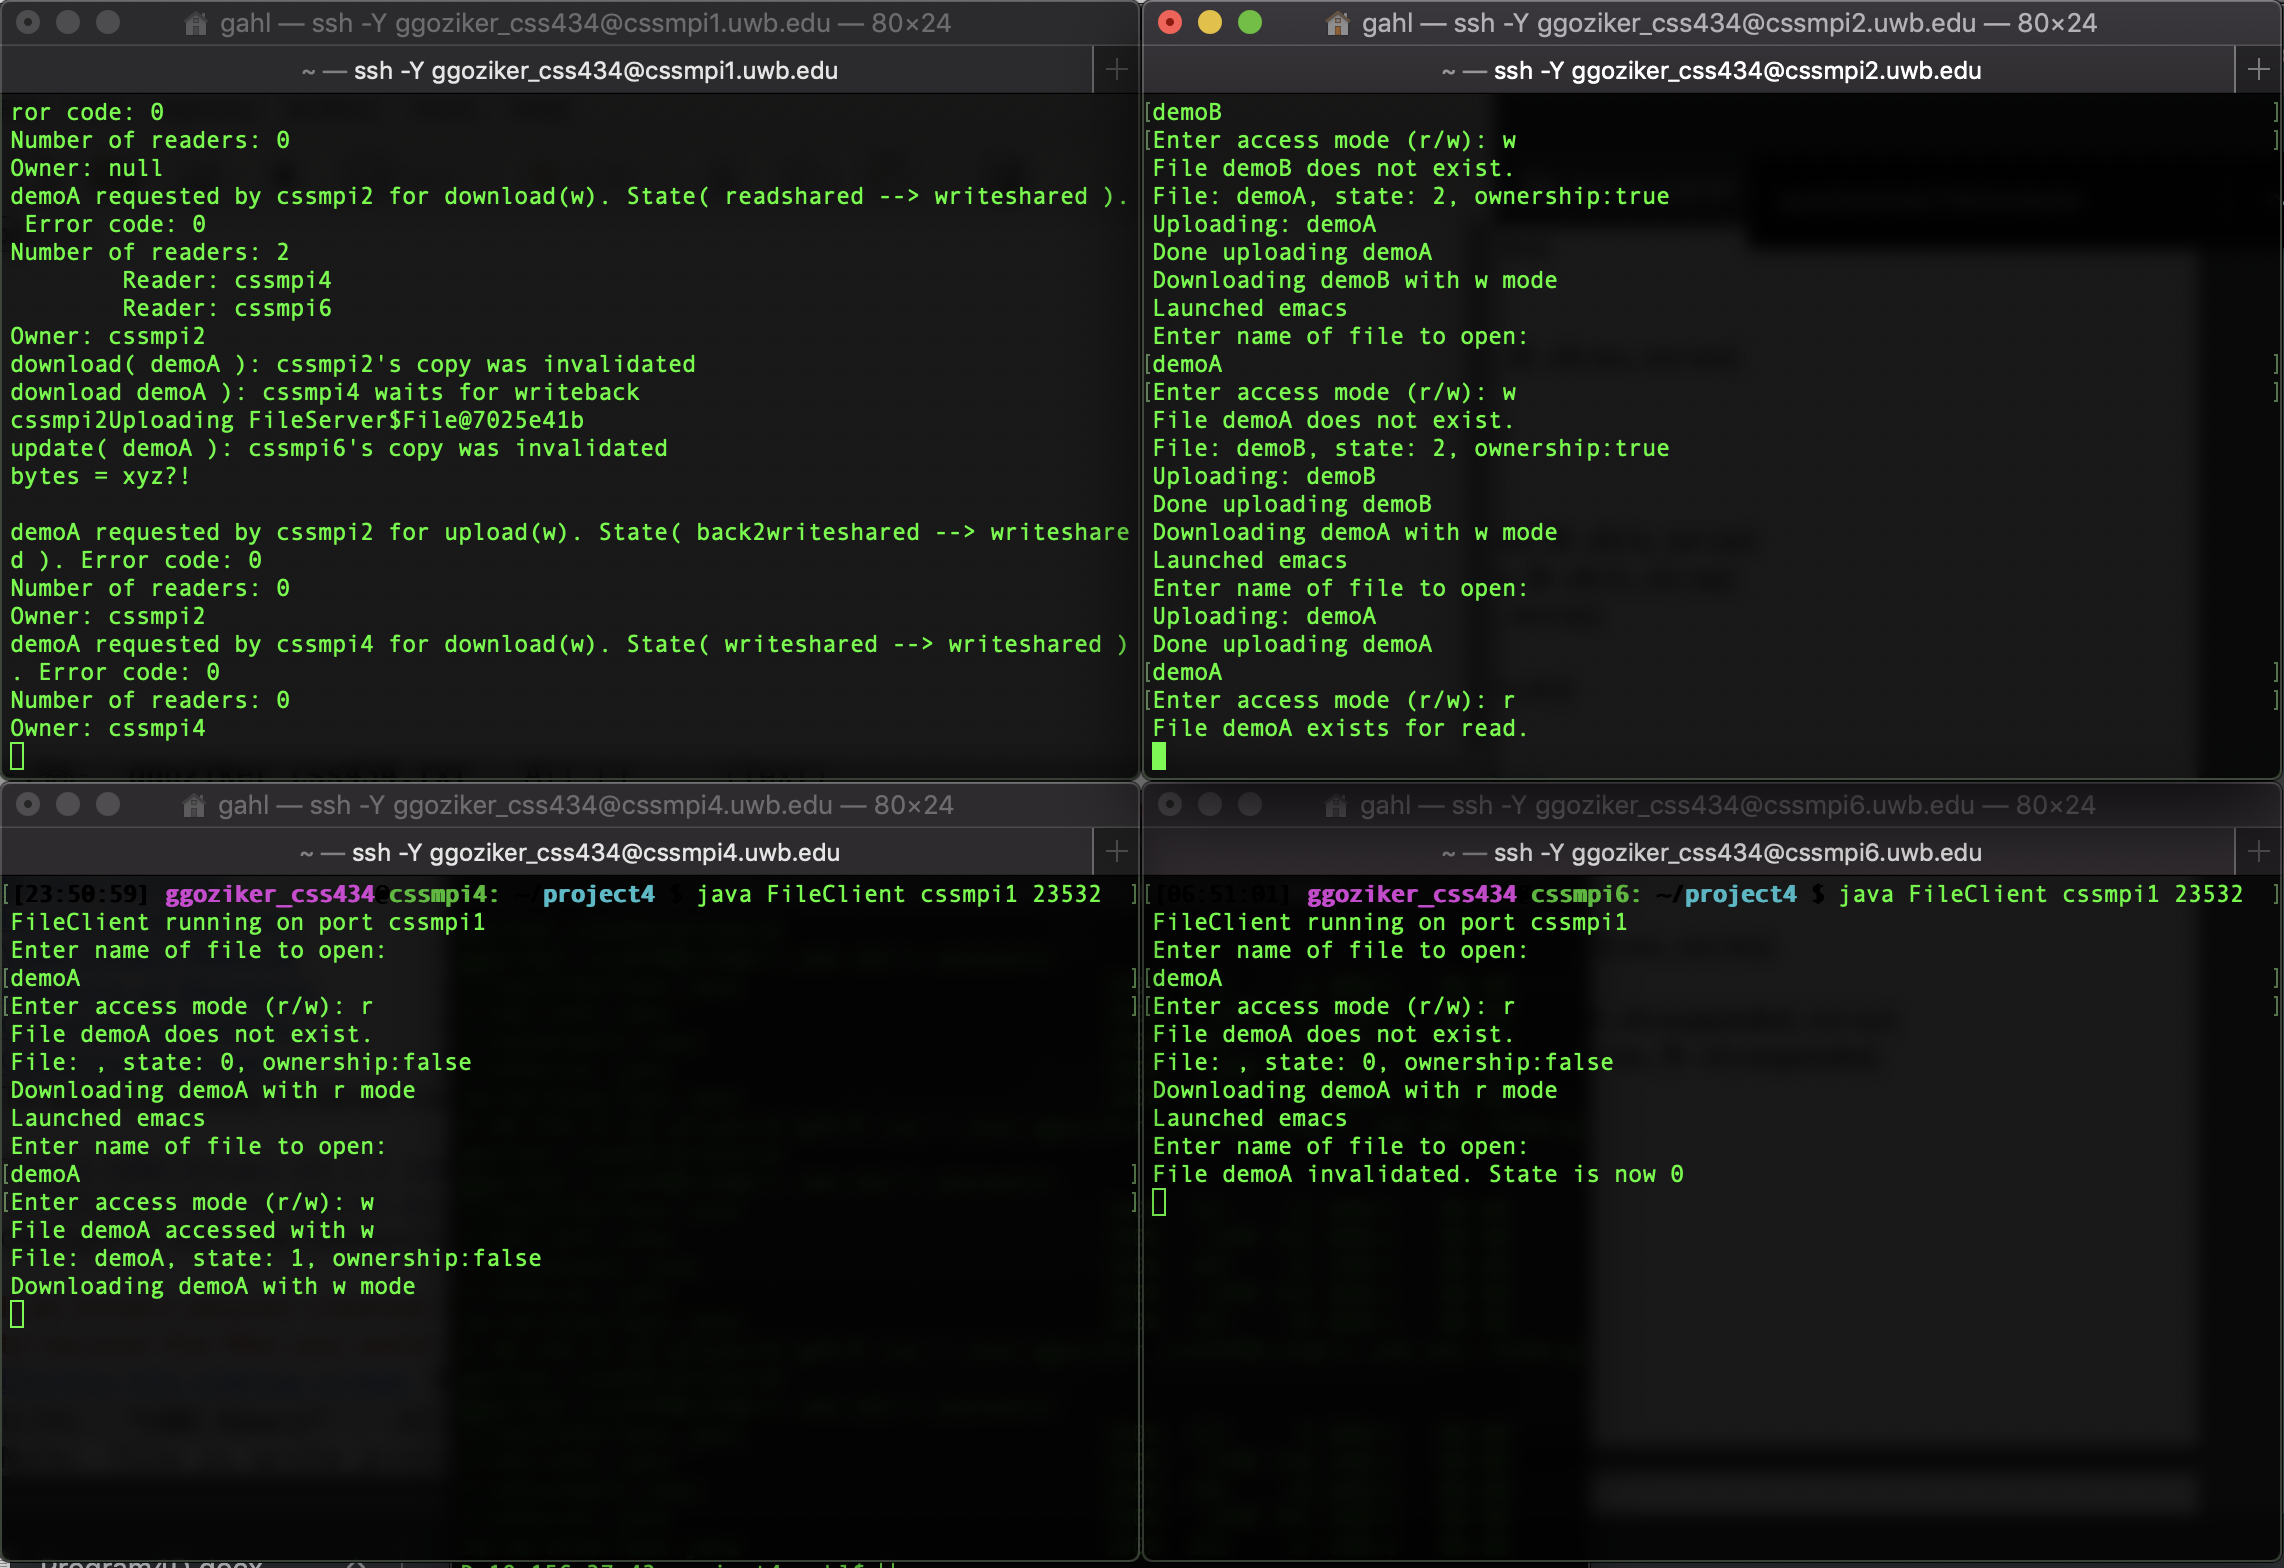 gahl — ssh -Y ggoziker_css434@cssmpi1.uwb.edu — 80×24
~ — ssh -Y ggoziker_css434@cssmpi1.uwb.edu
ror code: 0
Number of readers: 0
Owner: null
demoA requested by cssmpi2 for download(w). State( readshared --> writeshared ).
 Error code: 0
Number of readers: 2
        Reader: cssmpi4
        Reader: cssmpi6
Owner: cssmpi2
download( demoA ): cssmpi2's copy was invalidated
download demoA ): cssmpi4 waits for writeback
cssmpi2Uploading FileServer$File@7025e41b
update( demoA ): cssmpi6's copy was invalidated
bytes = xyz?!
demoA requested by cssmpi2 for upload(w). State( back2writeshared --> writeshare
d ). Error code: 0
Number of readers: 0
Owner: cssmpi2
demoA requested by cssmpi4 for download(w). State( writeshared --> writeshared )
. Error code: 0
Number of readers: 0
Owner: cssmpi4
gahl — ssh -Y ggoziker_css434@cssmpi2.uwb.edu — 80×24
~ — ssh -Y ggoziker_css434@cssmpi2.uwb.edu
[demoB ]
[Enter access mode (r/w): w ]
File demoB does not exist.
File: demoA, state: 2, ownership:true
Uploading: demoA
Done uploading demoA
Downloading demoB with w mode
Launched emacs
Enter name of file to open:
[demoA ]
[Enter access mode (r/w): w ]
File demoA does not exist.
File: demoB, state: 2, ownership:true
Uploading: demoB
Done uploading demoB
Downloading demoA with w mode
Launched emacs
Enter name of file to open:
Uploading: demoA
Done uploading demoA
[demoA ]
[Enter access mode (r/w): r ]
File demoA exists for read.
gahl — ssh -Y ggoziker_css434@cssmpi4.uwb.edu — 80×24
~ — ssh -Y ggoziker_css434@cssmpi4.uwb.edu
[[23:50:59] ggoziker_css434@cssmpi4: ~/project4 $ java FileClient cssmpi1 23532 ]
FileClient running on port cssmpi1
Enter name of file to open:
[demoA ]
[Enter access mode (r/w): r ]
File demoA does not exist.
File: , state: 0, ownership:false
Downloading demoA with r mode
Launched emacs
Enter name of file to open:
[demoA ]
[Enter access mode (r/w): w ]
File demoA accessed with w
File: demoA, state: 1, ownership:false
Downloading demoA with w mode
gahl — ssh -Y ggoziker_css434@cssmpi6.uwb.edu — 80×24
~ — ssh -Y ggoziker_css434@cssmpi6.uwb.edu
[[06:51:01] ggoziker_css434 cssmpi6: ~/project4 $ java FileClient cssmpi1 23532 ]
FileClient running on port cssmpi1
Enter name of file to open:
[demoA ]
[Enter access mode (r/w): r ]
File demoA does not exist.
File: , state: 0, ownership:false
Downloading demoA with r mode
Launched emacs
Enter name of file to open:
File demoA invalidated. State is now 0